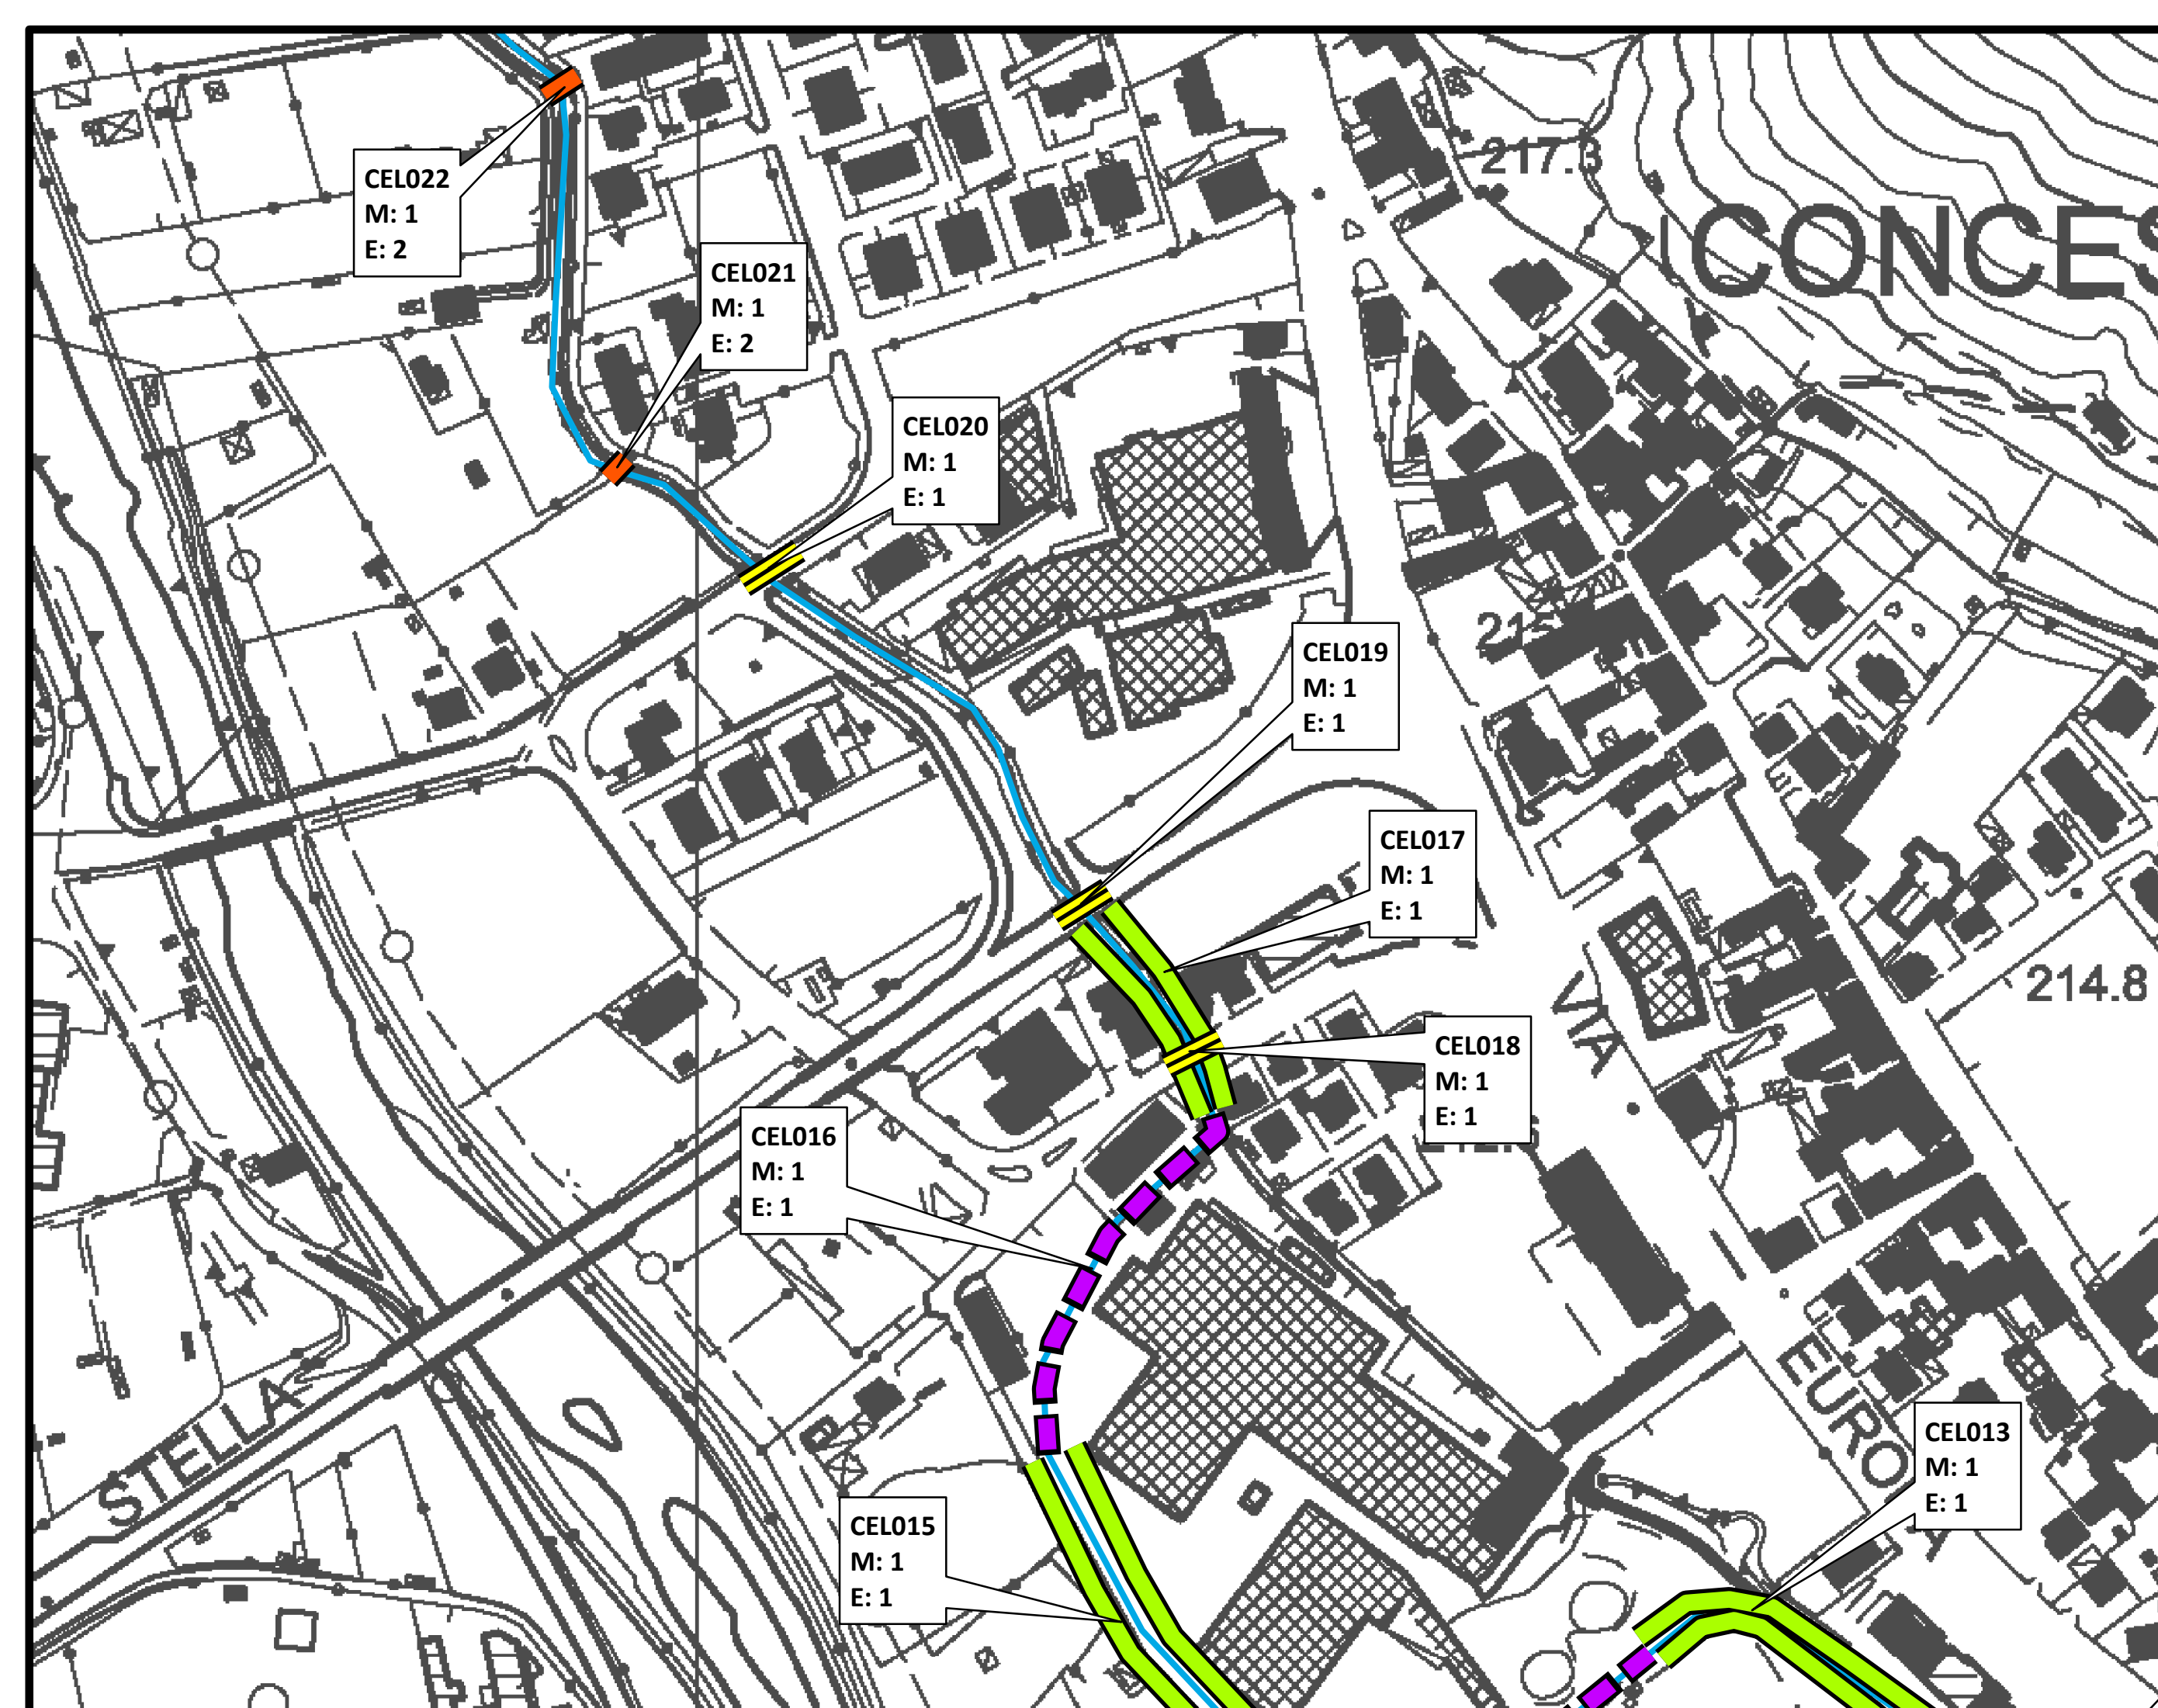 217.3
CONCES
CEL022
M: 1
E: 2
CEL021
M: 1
E: 2
CEL020
M: 1
E: 1
CEL019
M: 1
E: 1
CEL017
M: 1
E: 1
214.8
VIA
CEL018
M: 1
E: 1
CEL016
M: 1
E: 1
STELLA
EURO
CEL013
M: 1
E: 1
CEL015
M: 1
E: 1